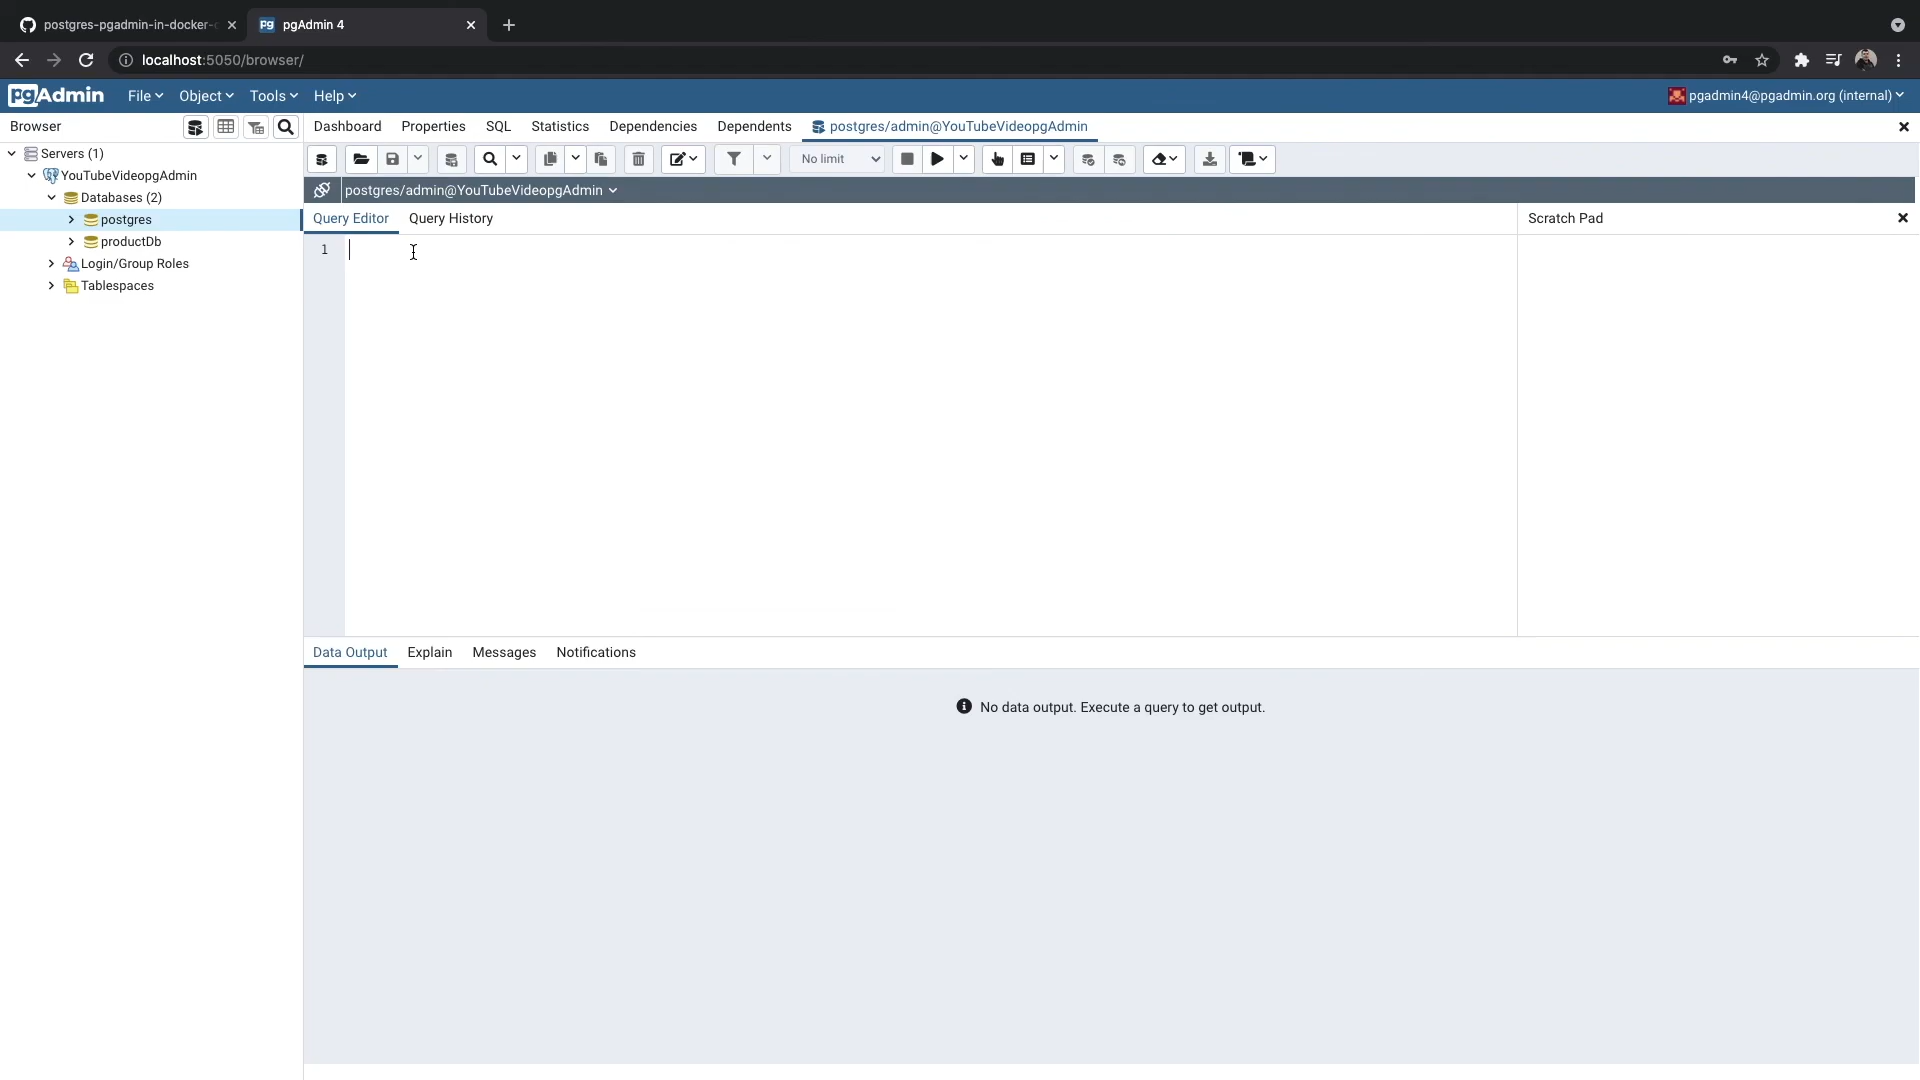 postgres-pgadmin-in-docker-
pgAdmin 4
localhost:5050/browser/
pgAdmin
File
Object
Tools
Help
pgadmin4@pgadmin.org (internal)
Browser
Dashboard
Properties
SQL
Statistics
Dependencies
Dependents
postgres/admin@YouTubeVideopgAdmin
Servers (1)
YouTubeVideopgAdmin
Databases (2)
postgres
productDb
Login/Group Roles
Tablespaces
No limit
postgres/admin@YouTubeVideopgAdmin
Query Editor
Query History
Scratch Pad
1
Data Output
Explain
Messages
Notifications
No data output. Execute a query to get output.